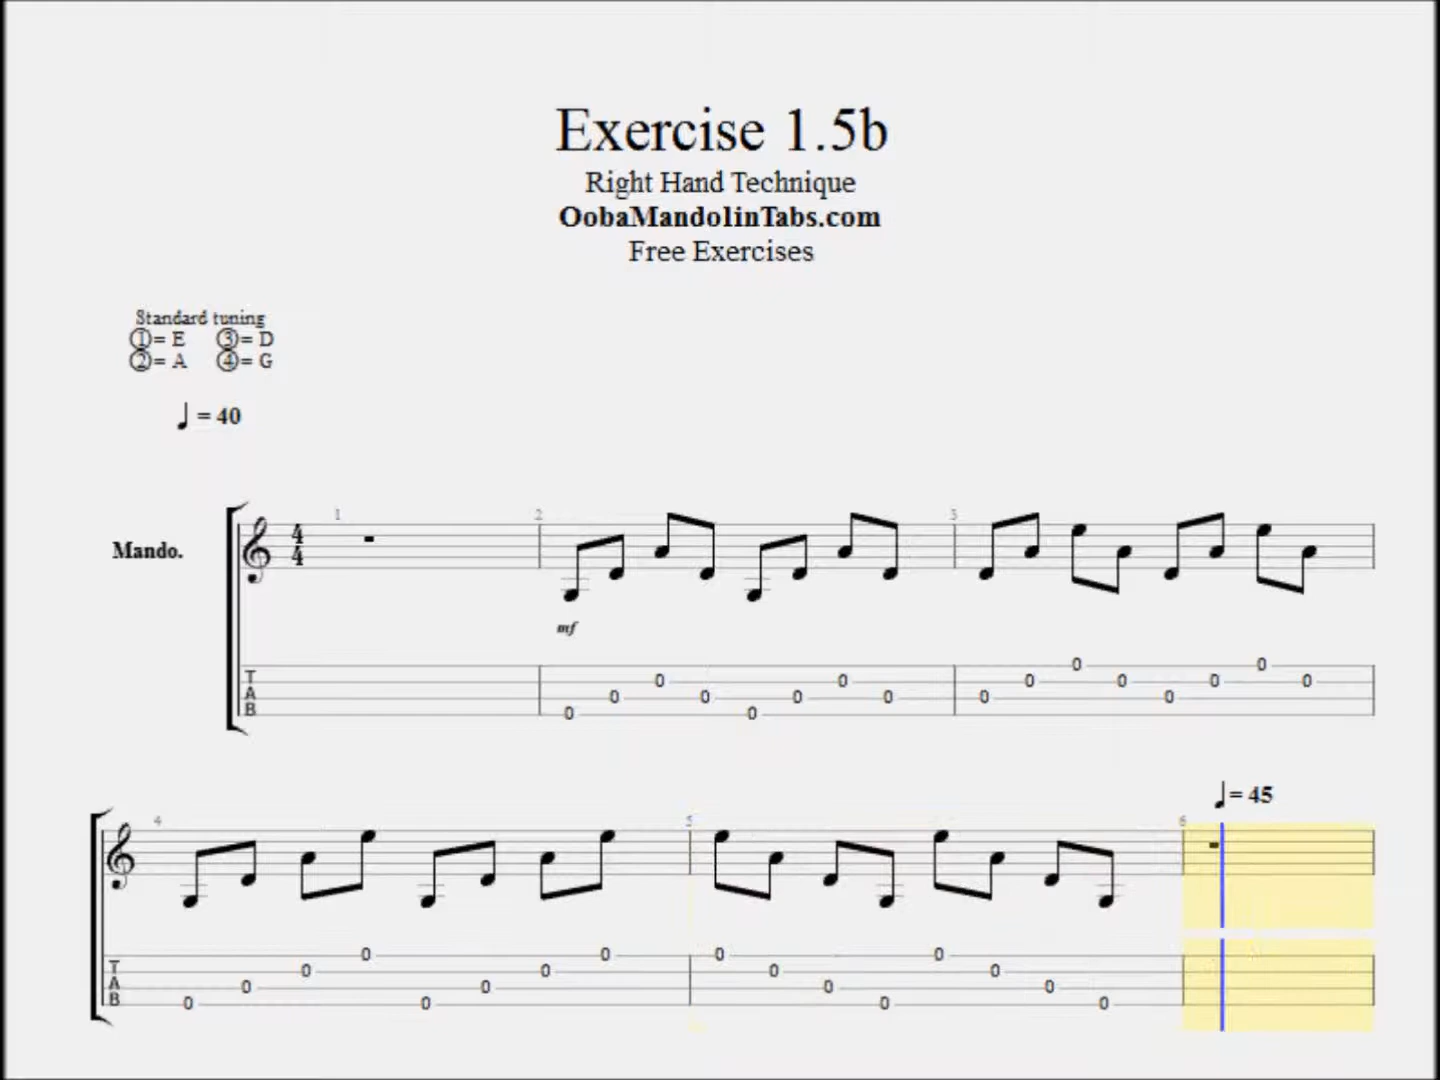 Exercise 1.5b
Right Hand Technique
OobaMandolinTabs.com
Free Exercises
Standard tuning
①= E ③= D
②= A ④= G
♩ = 40
1 2 3
Mando.
4
4
mf
T
A
B
0 0 0 0 0 0 0 0 0 0 0 0 0 0 0 0
♩ = 45
4 5 6
T
A
B
0 0 0 0 0 0 0 0 0 0 0 0 0 0 0 0